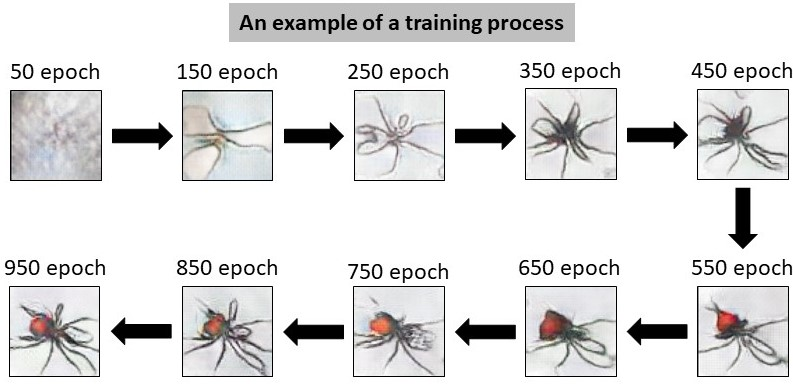 An example of a training process
50 epoch
150 epoch
250 epoch
350 epoch
450 epoch
950 epoch
850 epoch
750 epoch
650 epoch
550 epoch